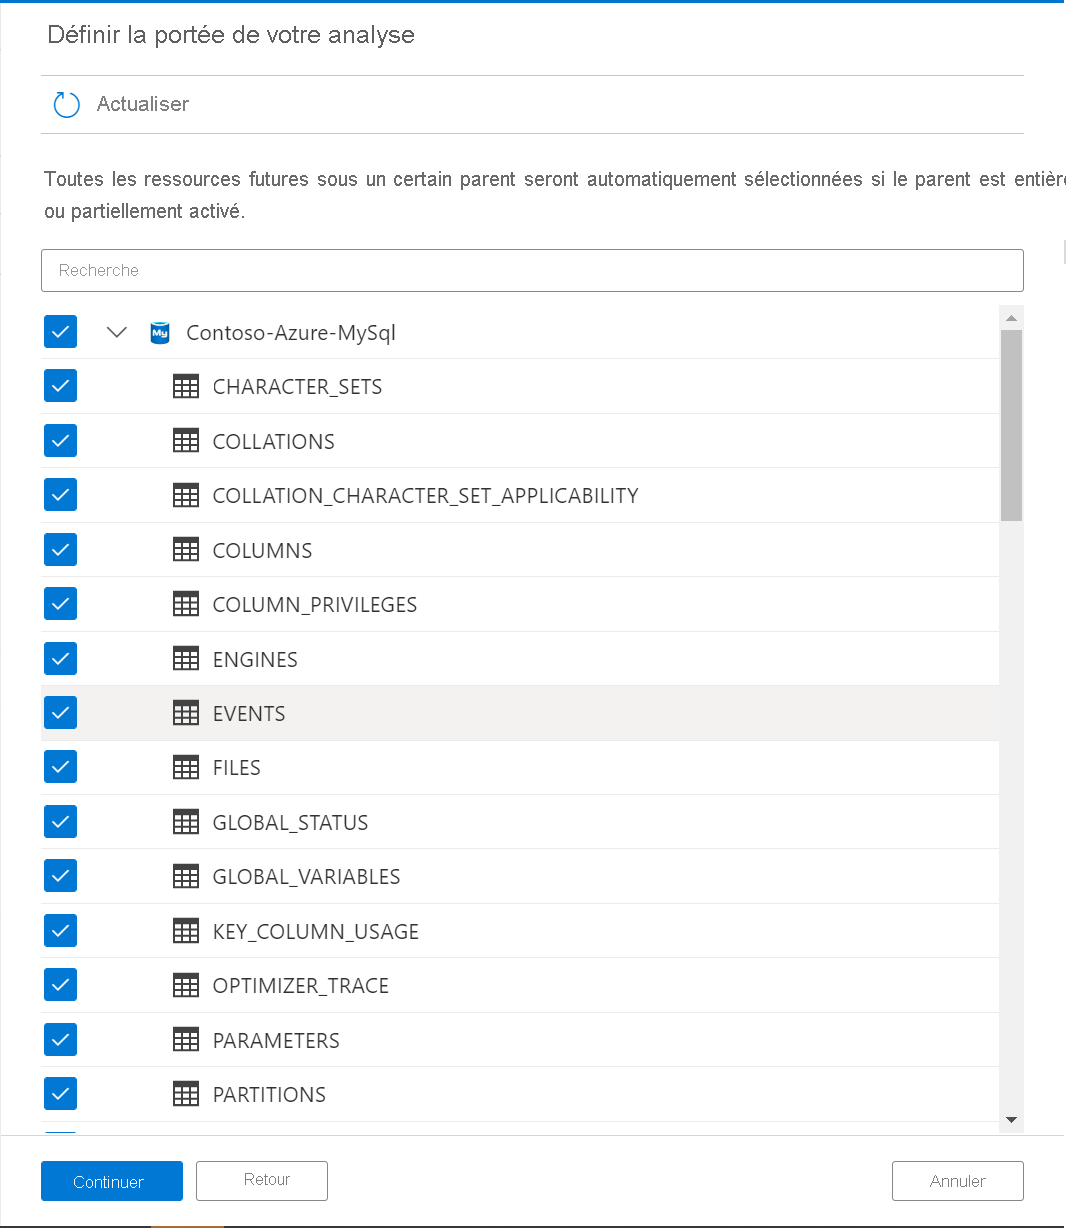 Définir la portée de votre analyse
Actualiser
Toutes les ressources futures sous un certain parent seront automatiquement sélectionnées si le parent est entière
ou partiellement activé.
Recherche
My Contoso-Azure-MySql
CHARACTER_SETS
COLLATIONS
COLLATION_CHARACTER_SET_APPLICABILITY
COLUMNS
COLUMN_PRIVILEGES
ENGINES
EVENTS
FILES
GLOBAL_STATUS
GLOBAL_VARIABLES
KEY_COLUMN_USAGE
OPTIMIZER_TRACE
PARAMETERS
PARTITIONS
Continuer Retour Annuler